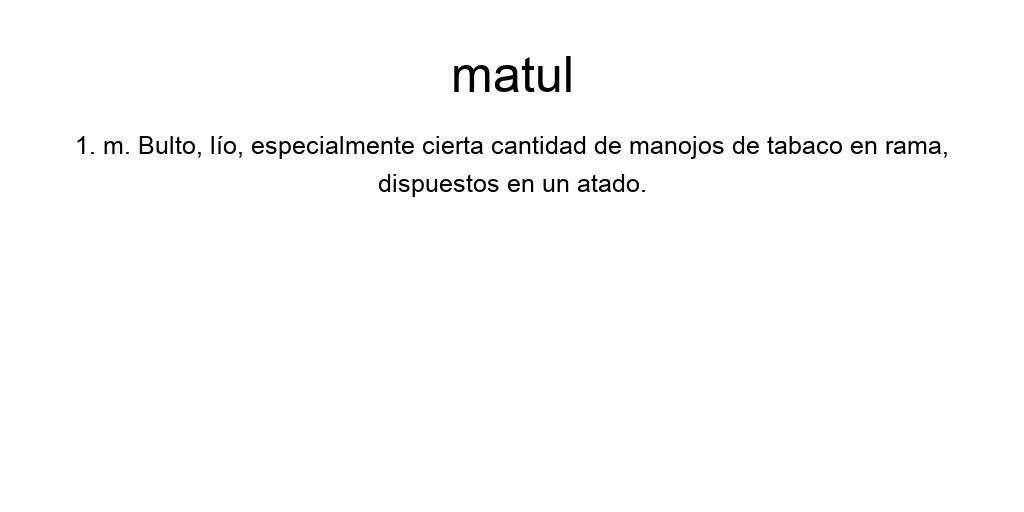 matul
1. m. Bulto, lío, especialmente cierta cantidad de manojos de tabaco en rama,
dispuestos en un atado.